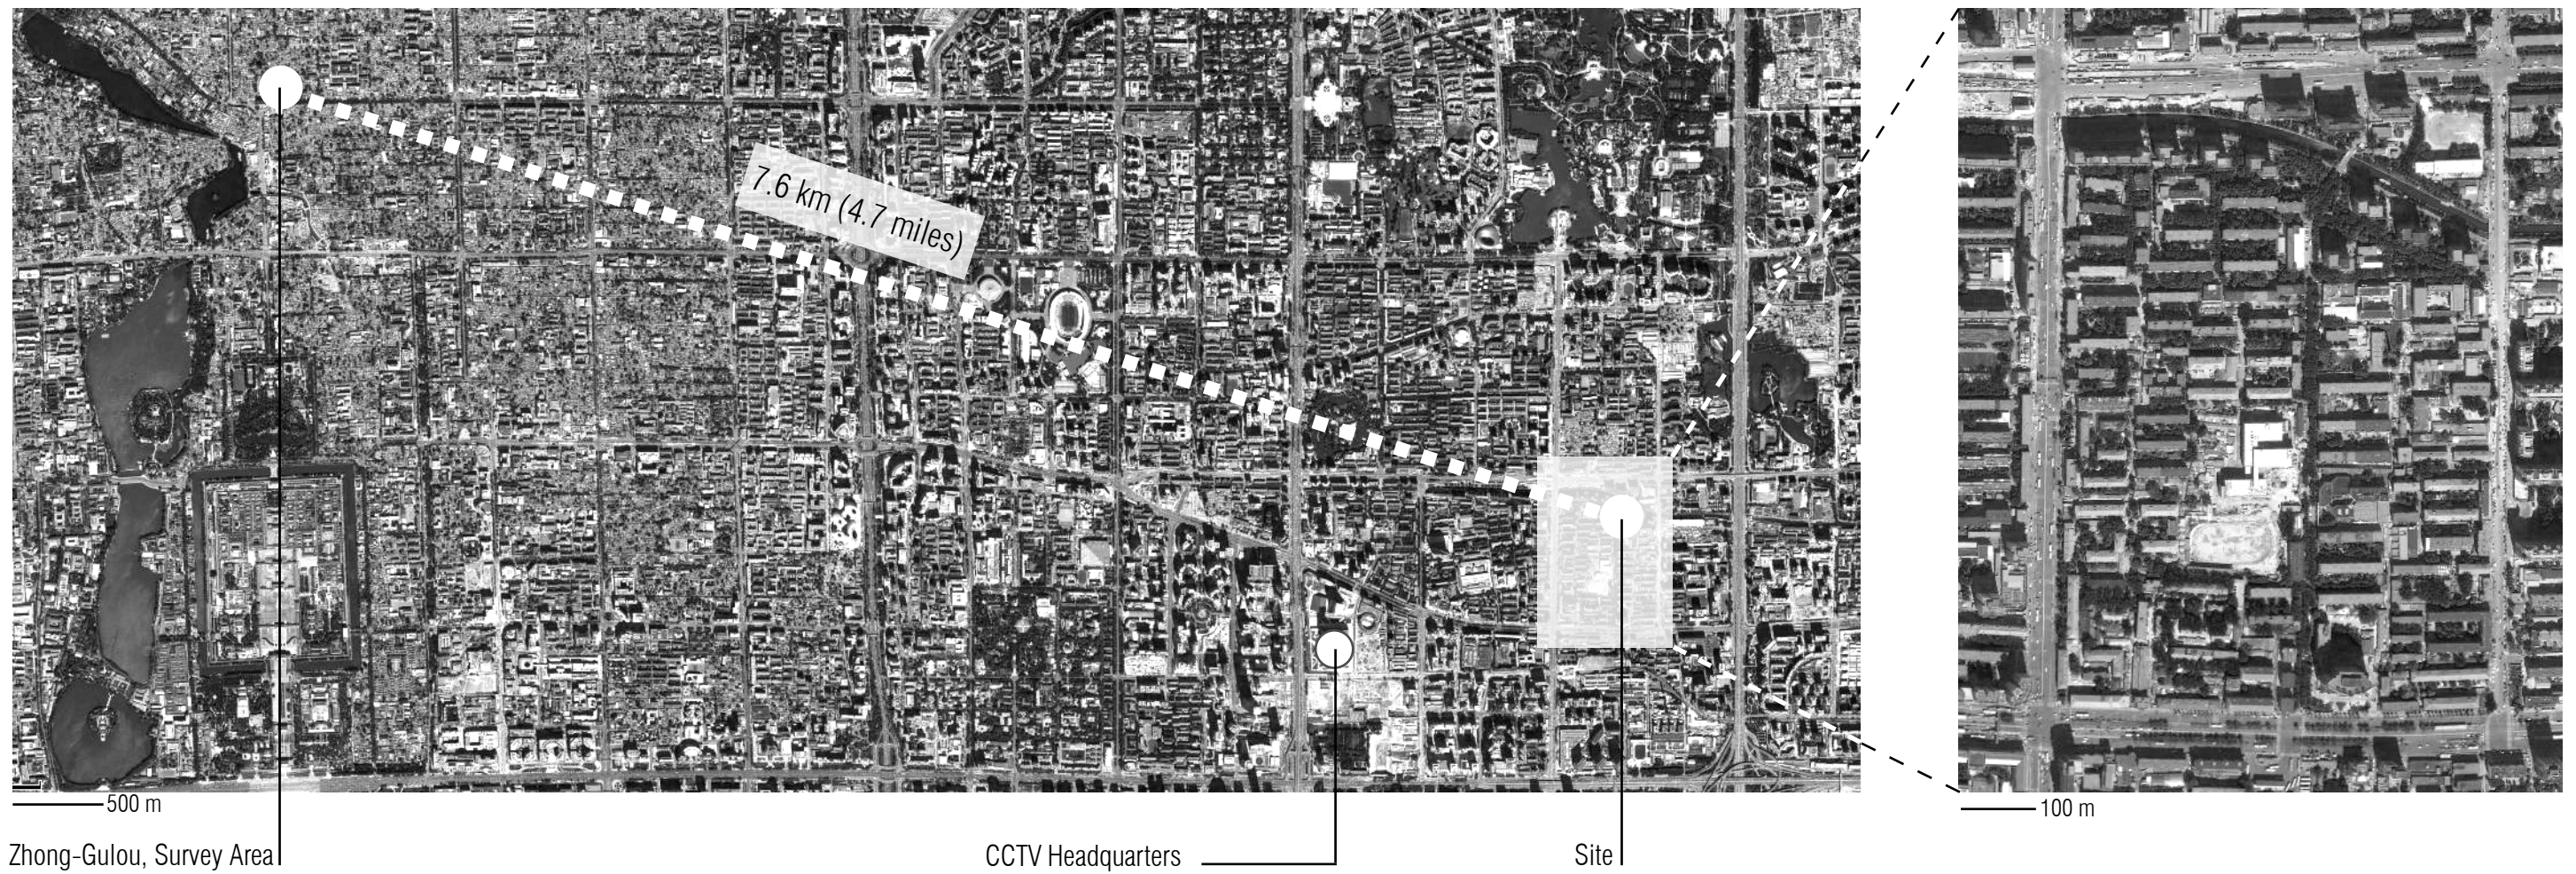 7.6 km (4.7 miles)
500 m
100 m
Zhong-Gulou, Survey Area
CCTV Headquarters
Site